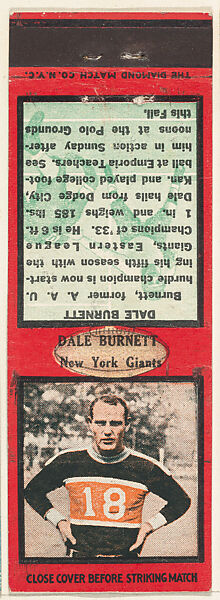 THE DIAMOND MATCH CO. N.Y.C.
DALE BURNETT
Burnett, former A. A. U.
hurdle champion is now start-
ing his fifth season with the
Giants, Eastern League
Champions of '33. He is 6 ft.
1 in. and weighs 185 lbs.
Dale hails from Dodge City,
Kan. and played college foot-
ball at Emporia Teachers. See
him in action Sunday after-
noons at the Polo Grounds
this Fall.
DALE BURNETT
New York Giants
18
CLOSE COVER BEFORE STRIKING MATCH